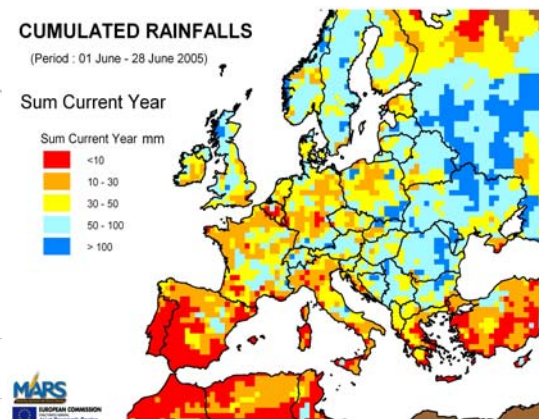 CUMULATED RAINFALLS
(Period : 01 June - 28 June 2005)
Sum Current Year
Sum Current Year mm
<10
10 - 30
30 - 50
50 - 100
> 100
MARS
EUROPEAN COMMISSION